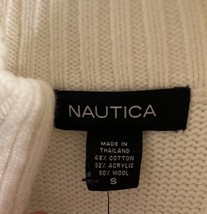 NAUTICA
MADE IN
THAILAND
48% COTTON
32% ACRYLIC
20% WOOL
S